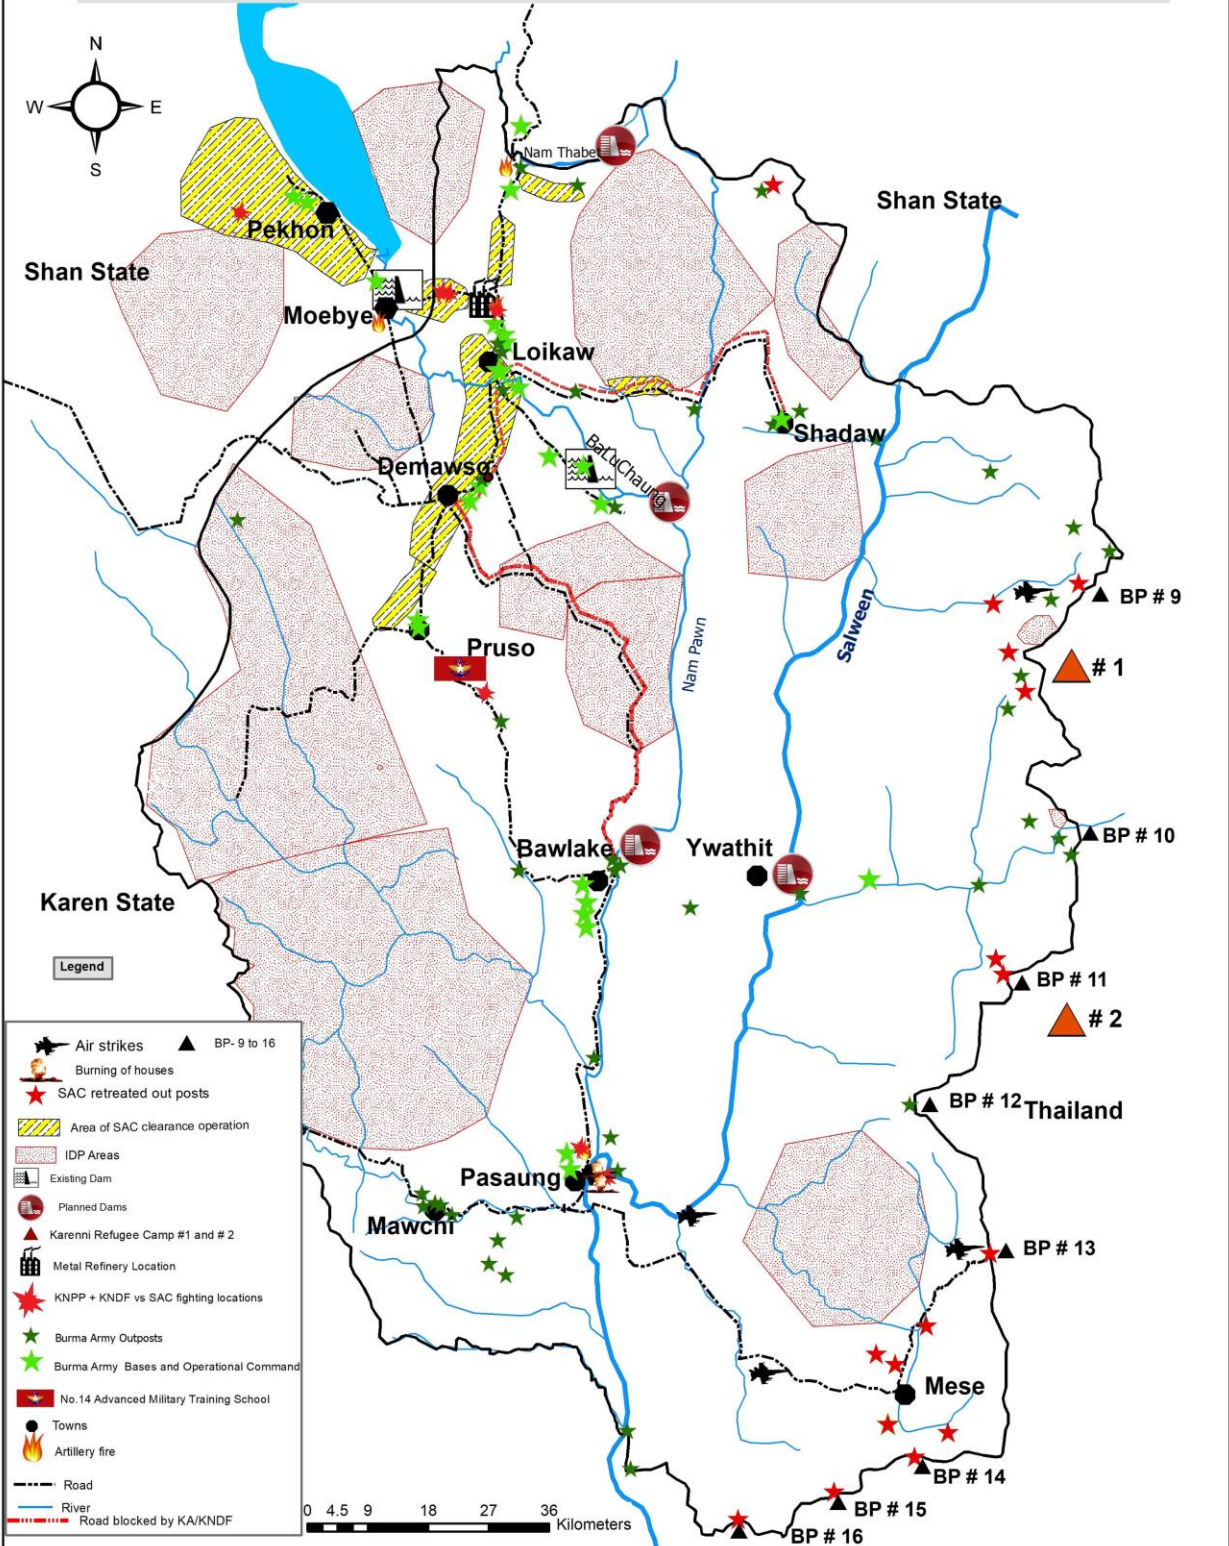 N
W E
S
Nam Thabet
Shan State
Pekhon
Shan State
Moebye
Loikaw
Shadaw
BaLuChaung
Demawso
Salween
BP # 9
Nam Pawn
Pruso
# 1
BP # 10
Bawlake
Ywathit
Karen State
BP # 11
# 2
BP # 12
Thailand
Pasaung
Mawchi
BP # 13
Mese
BP # 14
BP # 15
BP # 16
Legend
Air strikes BP- 9 to 16
Burning of houses
SAC retreated out posts
Area of SAC clearance operation
IDP Areas
Existing Dam
Planned Dams
Karenni Refugee Camp #1 and # 2
Metal Refinery Location
KNPP + KNDF vs SAC fighting locations
Burma Army Outposts
Burma Army Bases and Operational Command
No.14 Advanced Military Training School
Towns
Artillery fire
Road
River
Road blocked by KA/KNDF
0 4.5 9 18 27 36
Kilometers